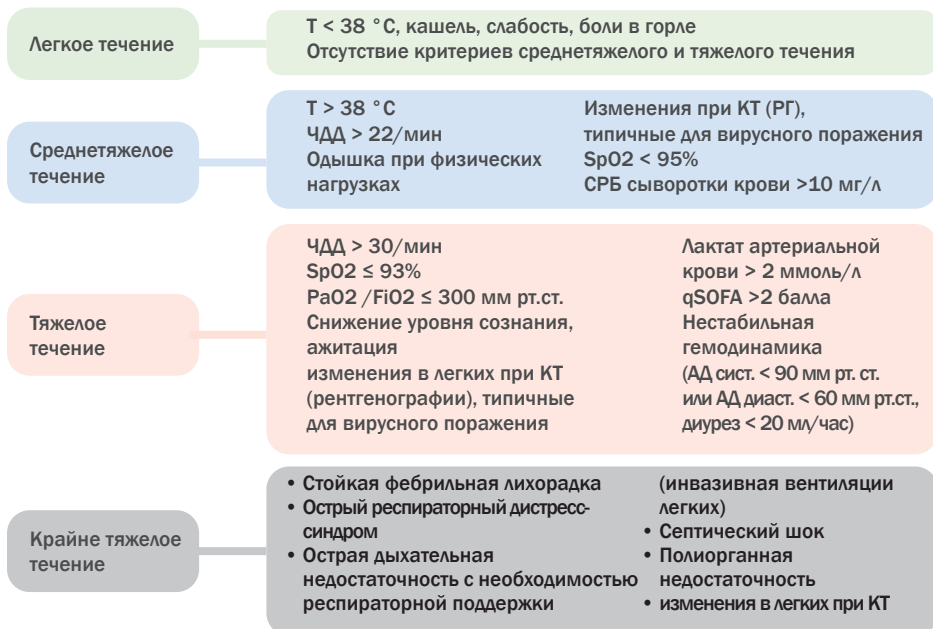 Легкое течение
T < 38 °C, кашель, слабость, боли в горле
Отсутствие критериев среднетяжелого и тяжелого течения
Среднетяжелое
течение
T > 38 °C
ЧДД > 22/мин
Одышка при физических
нагрузках
Изменения при КТ (РГ),
типичные для вирусного поражения
SpO2 < 95%
СРБ сыворотки крови >10 мг/л
Тяжелое
течение
ЧДД > 30/мин
SpO2 ≤ 93%
PaO2 /FiO2 ≤ 300 мм рт.ст.
Снижение уровня сознания,
ажитация
изменения в легких при КТ
(рентгенографии), типичные
для вирусного поражения
Лактат артериальной
крови > 2 ммоль/л
qSOFA >2 балла
Нестабильная
гемодинамика
(АД сист. < 90 мм рт. ст.
или АД диаст. < 60 мм рт.ст.,
диурез < 20 мл/час)
Крайне тяжелое
течение
• Стойкая фебрильная лихорадка
• Острый респираторный дистресс-
синдром
• Острая дыхательная
недостаточность с необходимостью
респираторной поддержки
(инвазивная вентиляции
легких)
• Септический шок
• Полиорганная
недостаточность
• изменения в легких при КТ